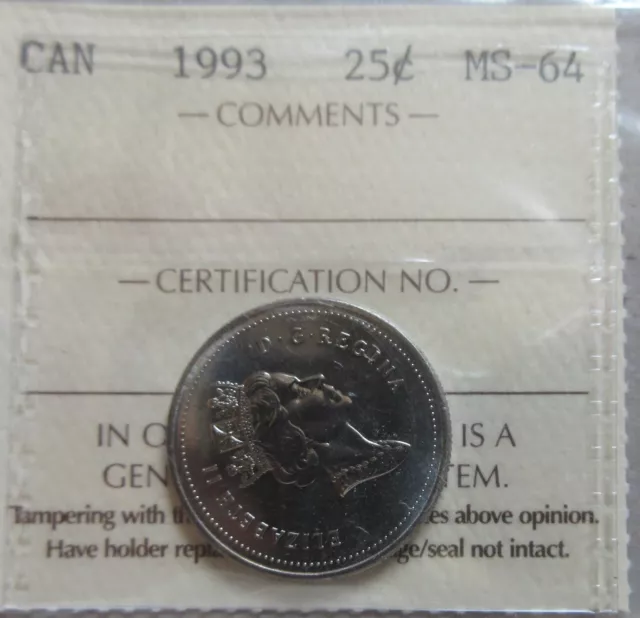 CAN 1993 25¢ MS-64
— COMMENTS —
— CERTIFICATION NO. —
IN O IS A
GEN TEM.
Tampering with th es above opinion.
Have holder repla ge/seal not intact.
ELIZABETH II D · G · REGINA